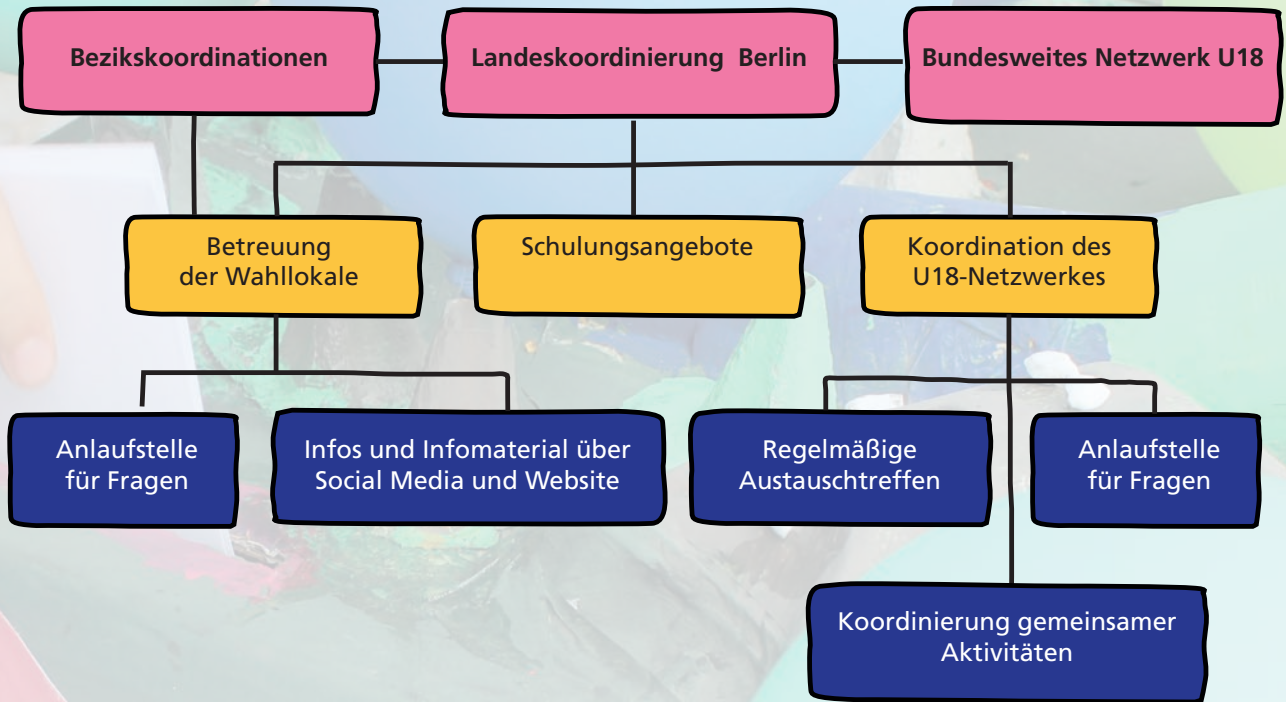 Bezikskoordinationen
Landeskoordinierung Berlin
Bundesweites Netzwerk U18
Betreuung
der Wahllokale
Schulungsangebote
Koordination des
U18-Netzwerkes
Anlaufstelle
für Fragen
Infos und Infomaterial über
Social Media und Website
Regelmäßige
Austauschtreffen
Anlaufstelle
für Fragen
Koordinierung gemeinsamer
Aktivitäten